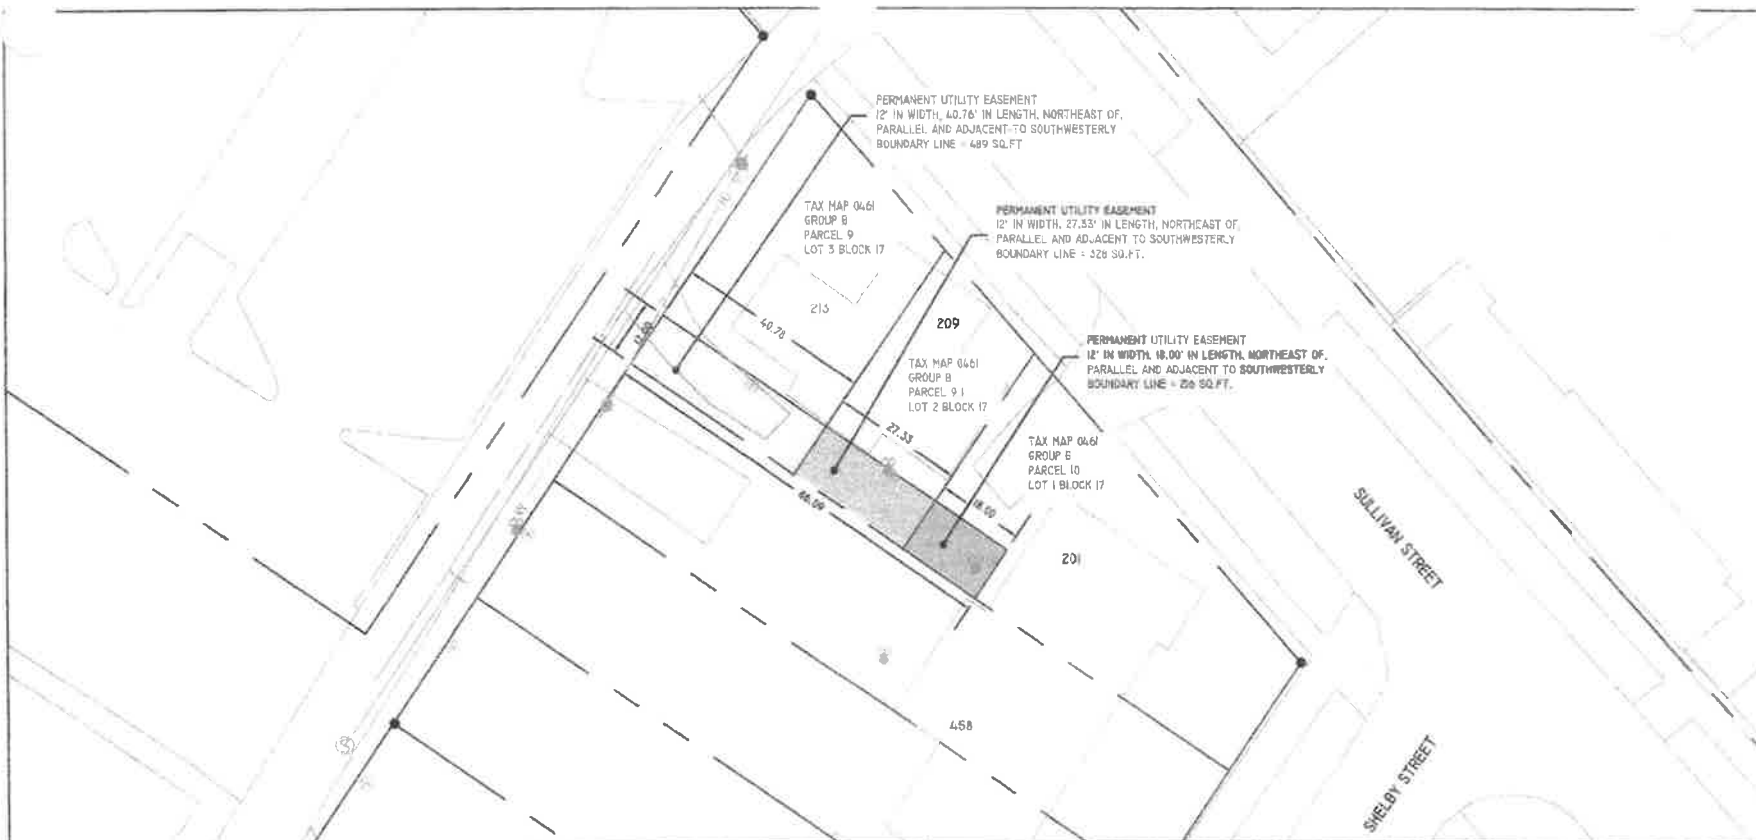 PERMANENT UTILITY EASEMENT
12' IN WIDTH, 40.76' IN LENGTH, NORTHEAST OF,
PARALLEL AND ADJACENT TO SOUTHWESTERLY
BOUNDARY LINE = 489 SQ.FT
TAX MAP 046I
GROUP B
PARCEL 9
LOT 3 BLOCK 17
213
PERMANENT UTILITY EASEMENT
12' IN WIDTH, 27.33' IN LENGTH, NORTHEAST OF,
PARALLEL AND ADJACENT TO SOUTHWESTERLY
BOUNDARY LINE = 328 SQ.FT.
209
TAX MAP 046I
GROUP B
PARCEL 9.1
LOT 2 BLOCK 17
PERMANENT UTILITY EASEMENT
12' IN WIDTH, 18.00' IN LENGTH, NORTHEAST OF,
PARALLEL AND ADJACENT TO SOUTHWESTERLY
BOUNDARY LINE = 216 SQ.FT.
TAX MAP 046I
GROUP B
PARCEL 10
LOT 1 BLOCK 17
12.00
40.78
27.33
18.00
86.09
201
458
SULLIVAN STREET
SHELBY STREET